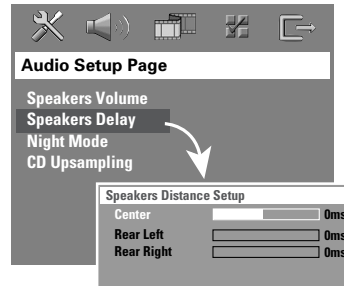 Audio Setup Page
Speakers Volume
Speakers Delay
Night Mode
CD Upsampling
Speakers Distance Setup
Center 0ms
Rear Left 0ms
Rear Right 0ms